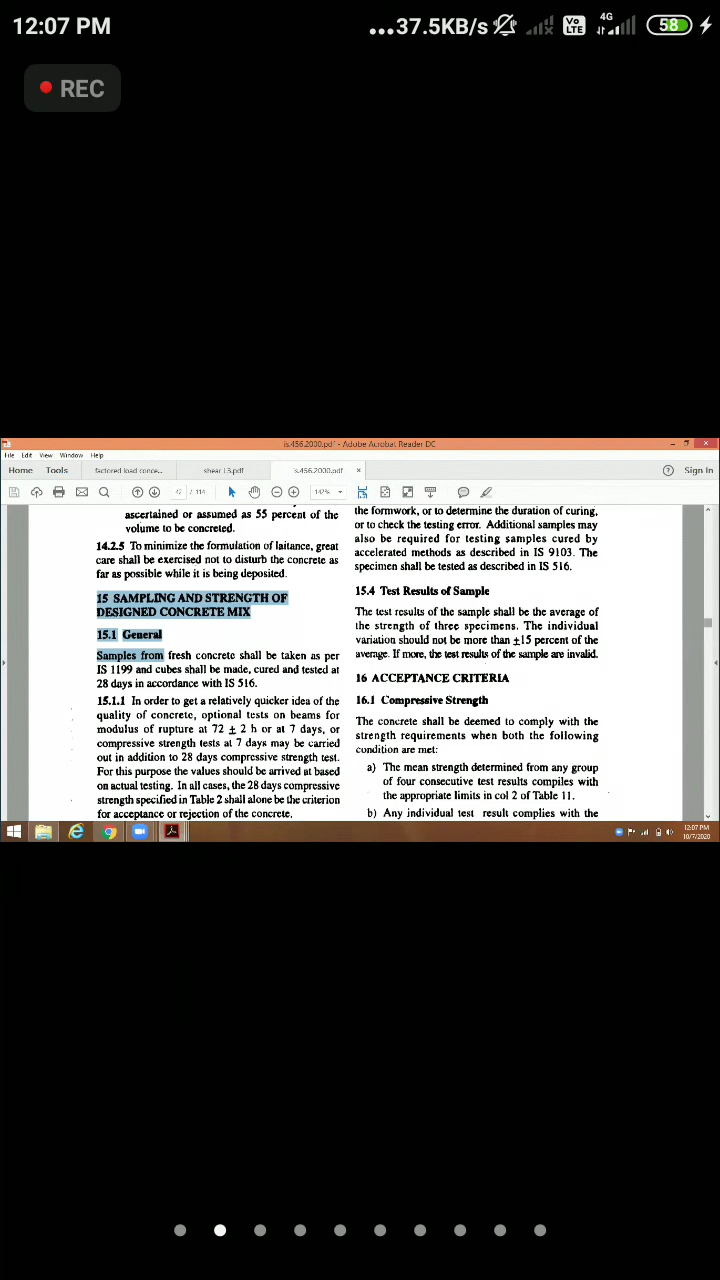 12:07 PM
...37.5KB/s
Vo
LTE
4G
58
REC
is.456.2000.pdf - Adobe Acrobat Reader DC
File Edit View Window Help
Home Tools
factored load conce...
shear l3.pdf
is.456.2000.pdf ×
Sign In
42 / 114
142%
ascertained or assumed as 55 percent of the
volume to be concreted.
14.2.5 To minimize the formulation of laitance, great
care shall be exercised not to disturb the concrete as
far as possible while it is being deposited.
15 SAMPLING AND STRENGTH OF
DESIGNED CONCRETE MIX
15.1 General
Samples from fresh concrete shall be taken as per
IS 1199 and cubes shall be made, cured and tested at
28 days in accordance with IS 516.
15.1.1 In order to get a relatively quicker idea of the
quality of concrete, optional tests on beams for
modulus of rupture at 72 ± 2 h or at 7 days, or
compressive strength tests at 7 days may be carried
out in addition to 28 days compressive strength test.
For this purpose the values should be arrived at based
on actual testing. In all cases, the 28 days compressive
strength specified in Table 2 shall alone be the criterion
for acceptance or rejection of the concrete.
the formwork, or to determine the duration of curing,
or to check the testing error. Additional samples may
also be required for testing samples cured by
accelerated methods as described in IS 9103. The
specimen shall be tested as described in IS 516.
15.4 Test Results of Sample
The test results of the sample shall be the average of
the strength of three specimens. The individual
variation should not be more than ±15 percent of the
average. If more, the test results of the sample are invalid.
16 ACCEPTANCE CRITERIA
16.1 Compressive Strength
The concrete shall be deemed to comply with the
strength requirements when both the following
condition are met:
a) The mean strength determined from any group
of four consecutive test results compiles with
the appropriate limits in col 2 of Table 11.
b) Any individual test result complies with the
12:07 PM
10/7/2020